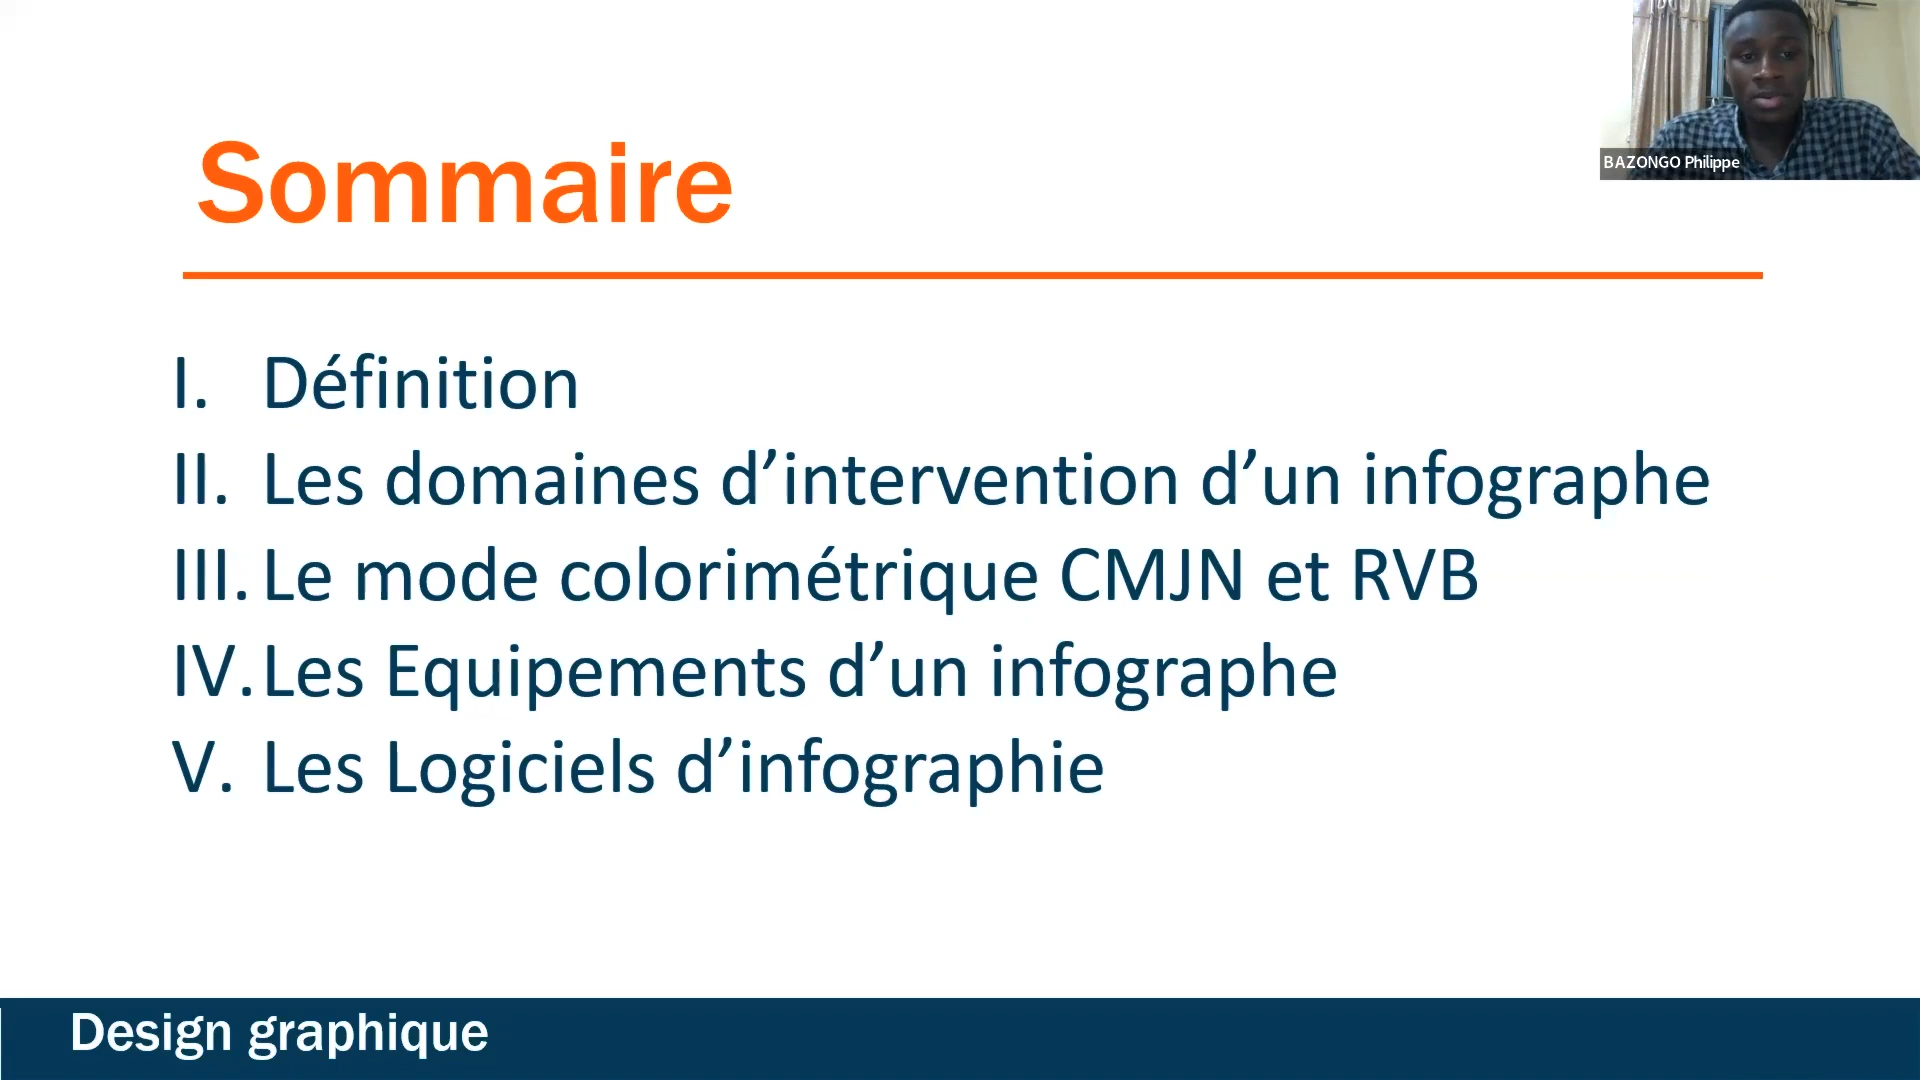 BAZONGO Philippe
Sommaire
I. Définition
II. Les domaines d’intervention d’un infographe
III. Le mode colorimétrique CMJN et RVB
IV. Les Equipements d’un infographe
V. Les Logiciels d’infographie
Design graphique